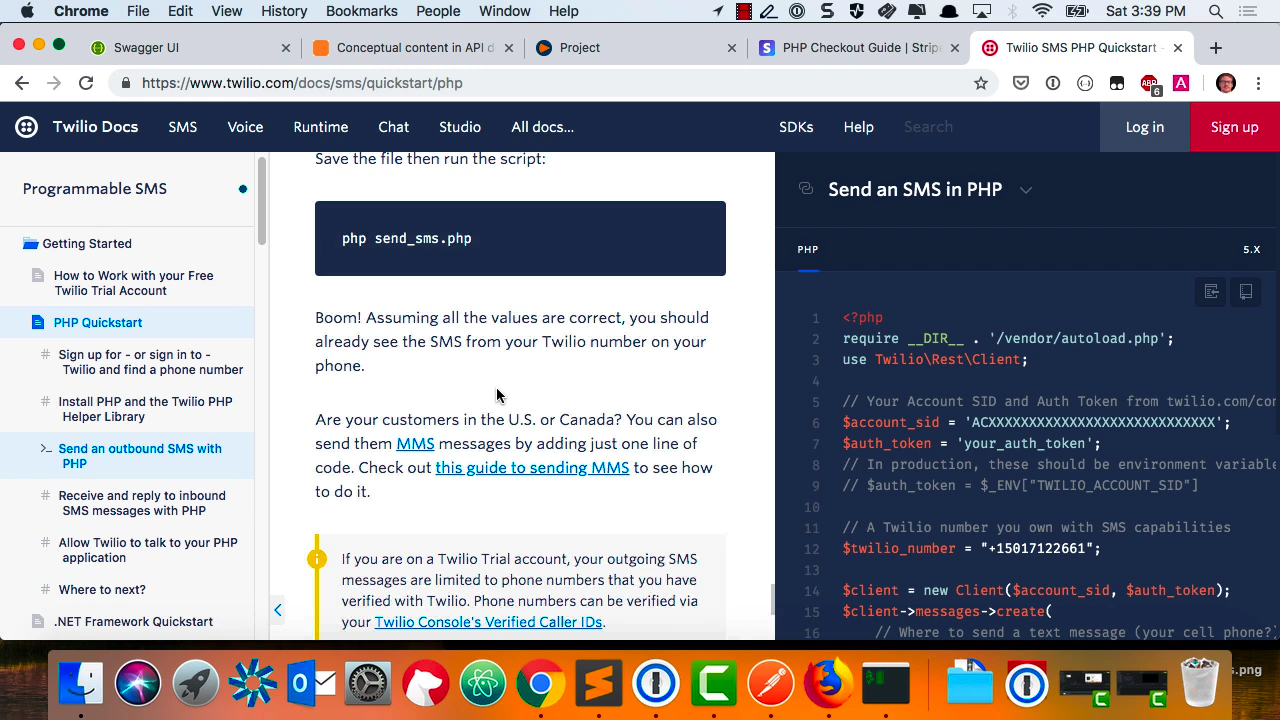 Chrome File Edit View History Bookmarks People Window Help Sat 3:39 PM
Swagger UI
Conceptual content in API d
Project
PHP Checkout Guide | Stripe
Twilio SMS PHP Quickstart -
https://www.twilio.com/docs/sms/quickstart/php
ABP
6
A
Twilio Docs SMS Voice Runtime Chat Studio All docs... SDKs Help Search Log in Sign up
Programmable SMS
Getting Started
How to Work with your Free
Twilio Trial Account
PHP Quickstart
# Sign up for - or sign in to -
Twilio and find a phone number
# Install PHP and the Twilio PHP
Helper Library
>_ Send an outbound SMS with
PHP
# Receive and reply to inbound
SMS messages with PHP
# Allow Twilio to talk to your PHP
application
# Where to next?
.NET Framework Quickstart
Save the file then run the script:
php send_sms.php
Boom! Assuming all the values are correct, you should
already see the SMS from your Twilio number on your
phone.
Are your customers in the U.S. or Canada? You can also
send them MMS messages by adding just one line of
code. Check out this guide to sending MMS to see how
to do it.
If you are on a Twilio Trial account, your outgoing SMS
messages are limited to phone numbers that you have
verified with Twilio. Phone numbers can be verified via
your Twilio Console's Verified Caller IDs.
Send an SMS in PHP
PHP 5.X
1 <?php
2 require __DIR__ . '/vendor/autoload.php';
3 use Twilio\Rest\Client;
4
5 // Your Account SID and Auth Token from twilio.com/con
6 $account_sid = 'ACXXXXXXXXXXXXXXXXXXXXXXXXXXXX';
7 $auth_token = 'your_auth_token';
8 // In production, these should be environment variable
9 // $auth_token = $_ENV["TWILIO_ACCOUNT_SID"]
10
11 // A Twilio number you own with SMS capabilities
12 $twilio_number = "+15017122661";
13
14 $client = new Client($account_sid, $auth_token);
15 $client->messages->create(
16 // Where to send a text message (your cell phone?)
s.png